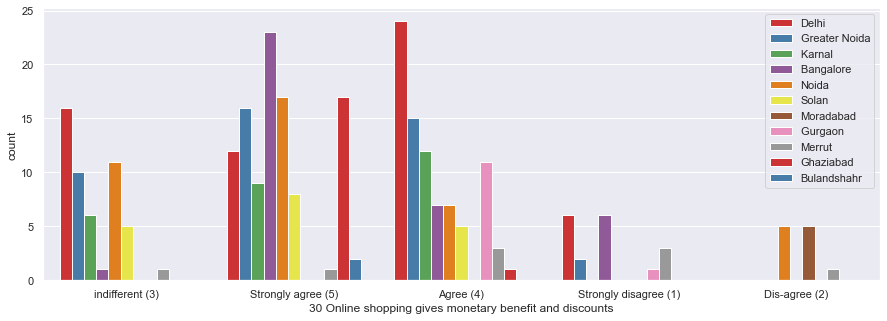 25
20
15
10
5
0
count
indifferent (3)
Strongly agree (5)
Agree (4)
Strongly disagree (1)
Dis-agree (2)
30 Online shopping gives monetary benefit and discounts
Delhi
Greater Noida
Karnal
Bangalore
Noida
Solan
Moradabad
Gurgaon
Merrut
Ghaziabad
Bulandshahr